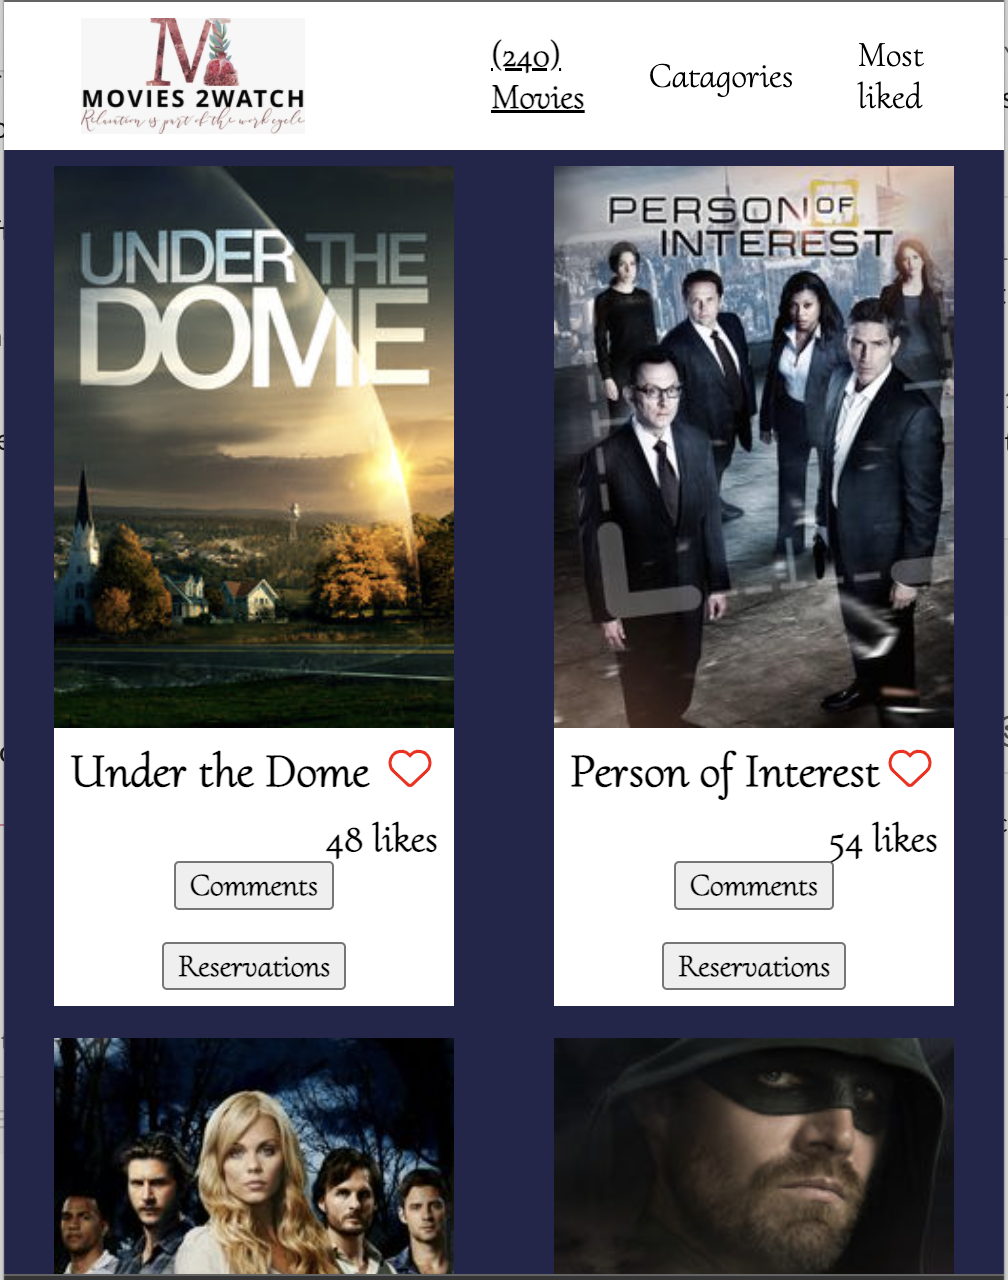 MOVIES 2WATCH
Relaxation is part of the work cycle
(240)
Movies
Catagories
Most
liked
UNDER THE
DOME
PERSON OF
INTEREST
Under the Dome
48 likes
Comments
Reservations
Person of Interest
54 likes
Comments
Reservations